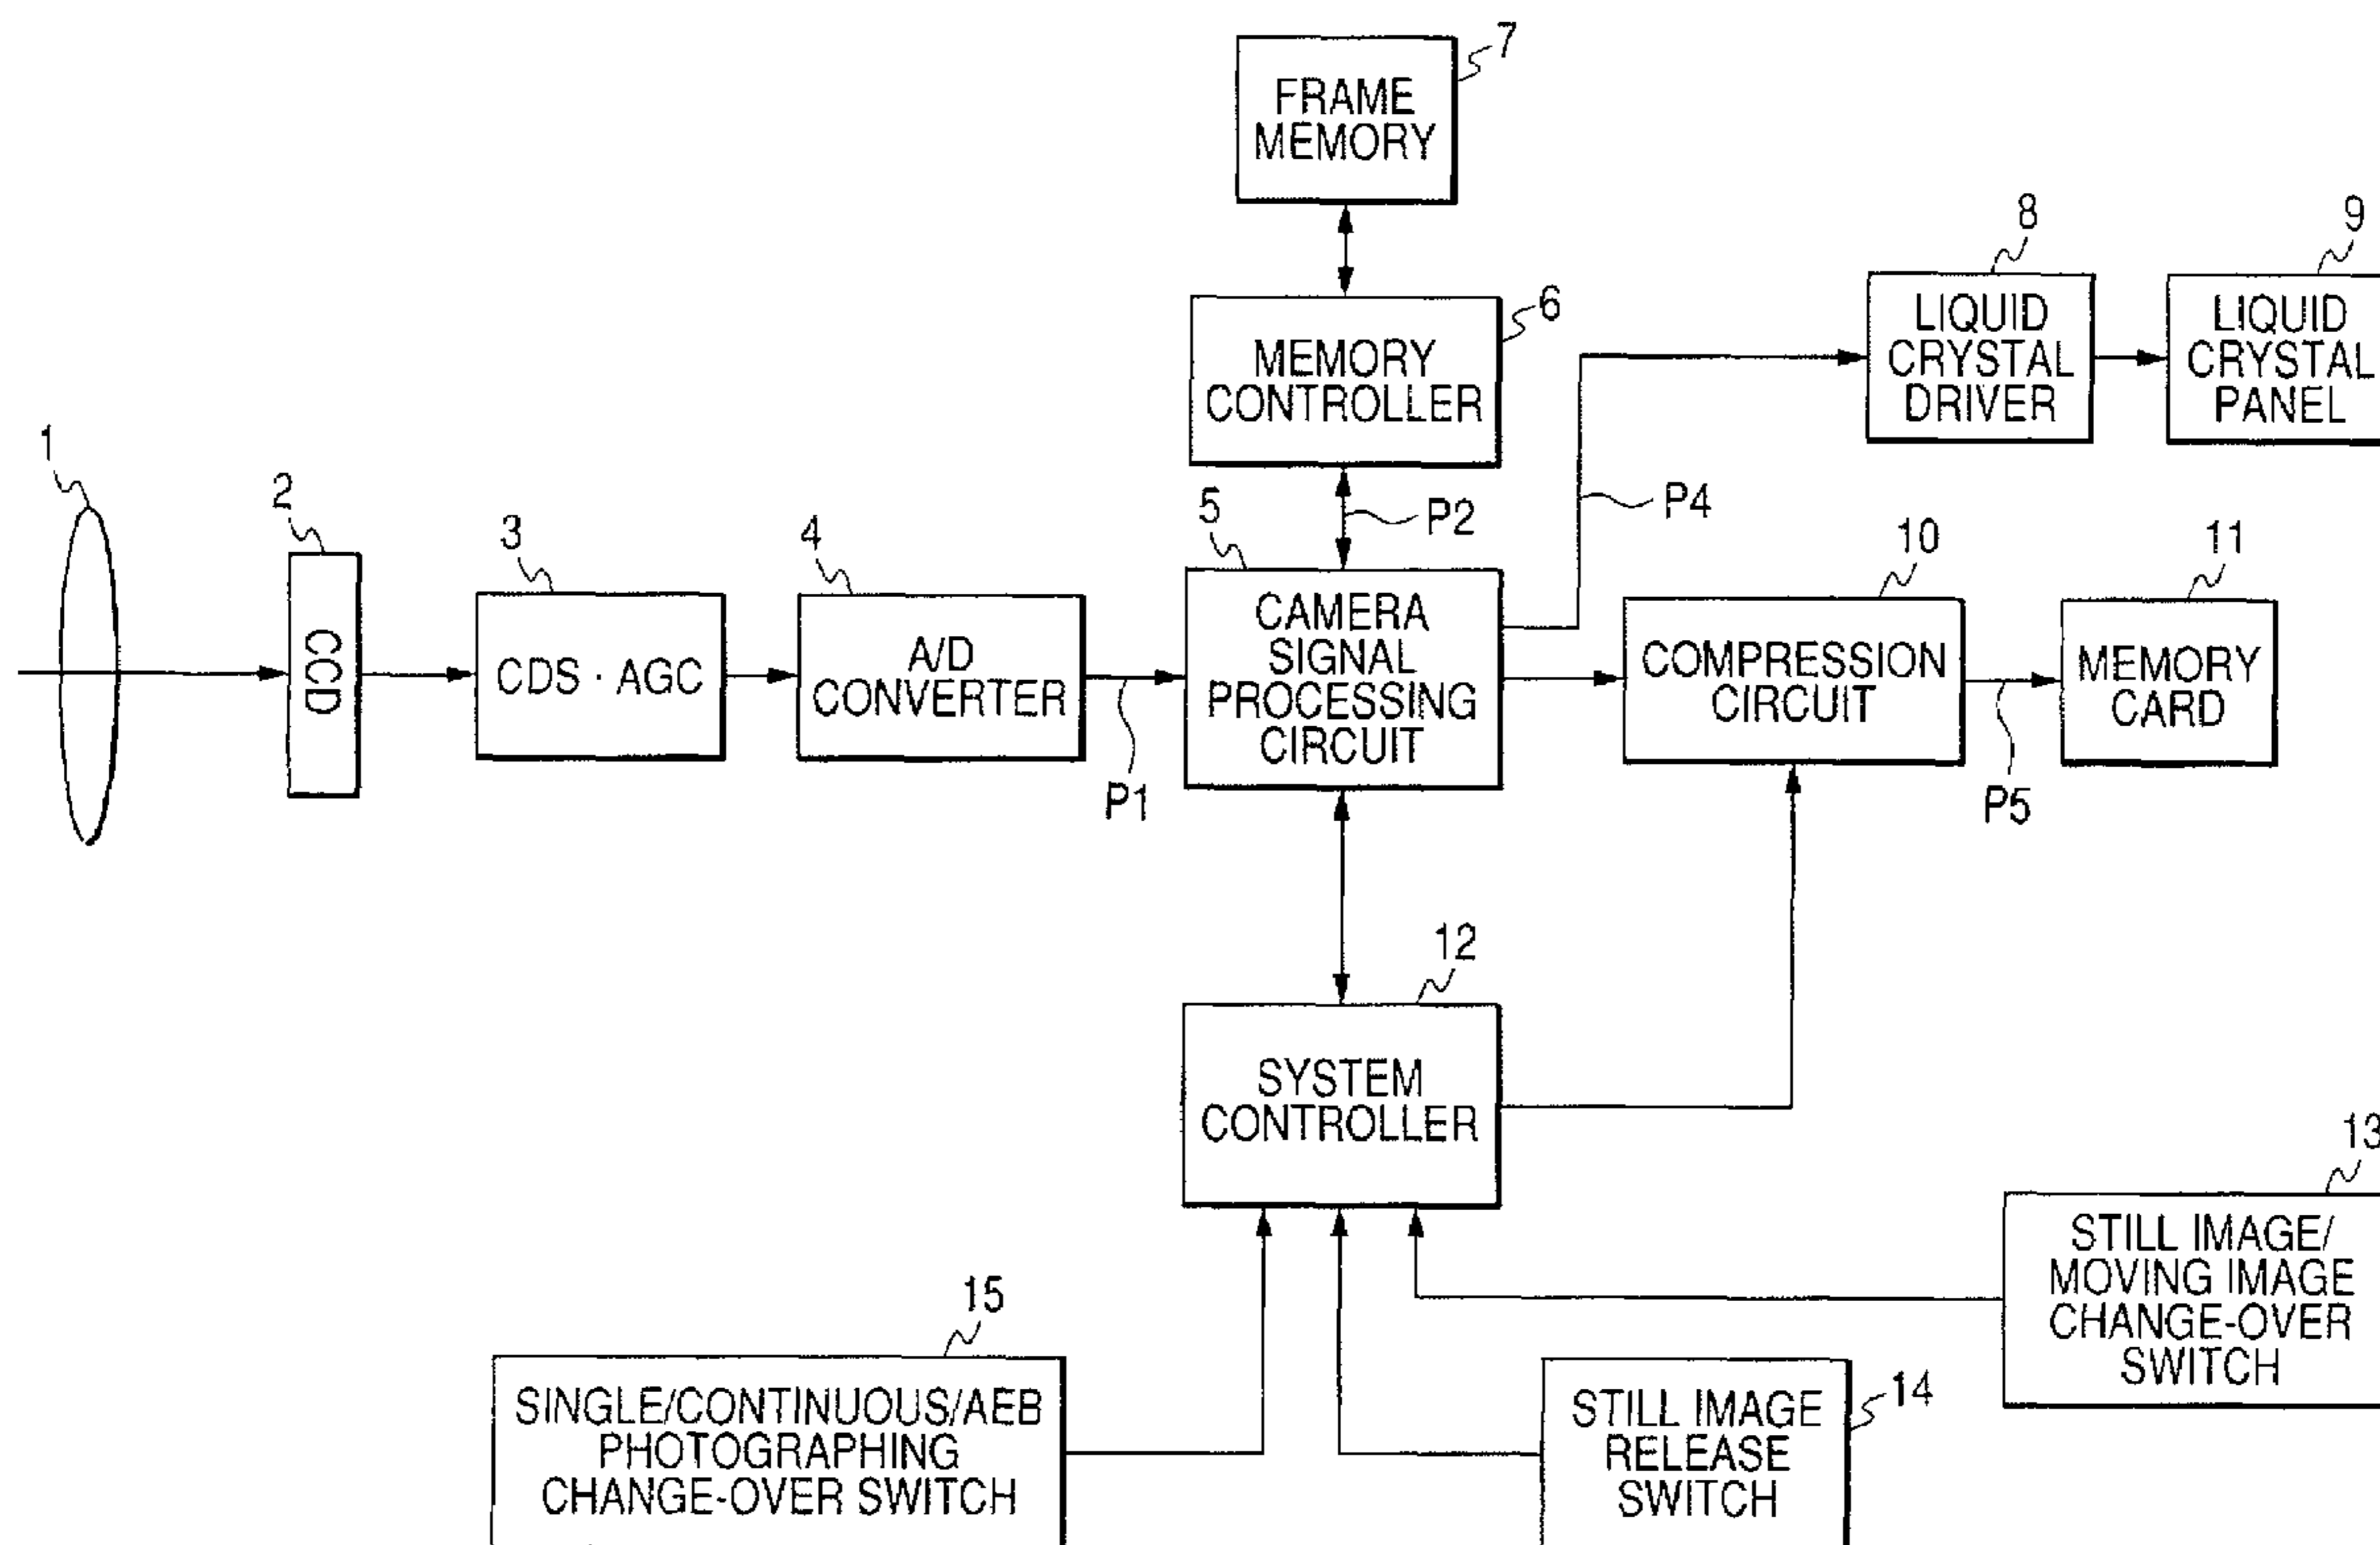 7
FRAME
MEMORY
8
9
6
LIQUID
CRYSTAL
DRIVER
LIQUID
CRYSTAL
PANEL
MEMORY
CONTROLLER
1
2
3
4
5
P2
P4
10
11
CCD
CDS · AGC
A/D
CONVERTER
CAMERA
SIGNAL
PROCESSING
CIRCUIT
COMPRESSION
CIRCUIT
MEMORY
CARD
P1
P5
12
SYSTEM
CONTROLLER
13
STILL IMAGE/
MOVING IMAGE
CHANGE-OVER
SWITCH
15
SINGLE/CONTINUOUS/AEB
PHOTOGRAPHING
CHANGE-OVER SWITCH
14
STILL IMAGE
RELEASE
SWITCH